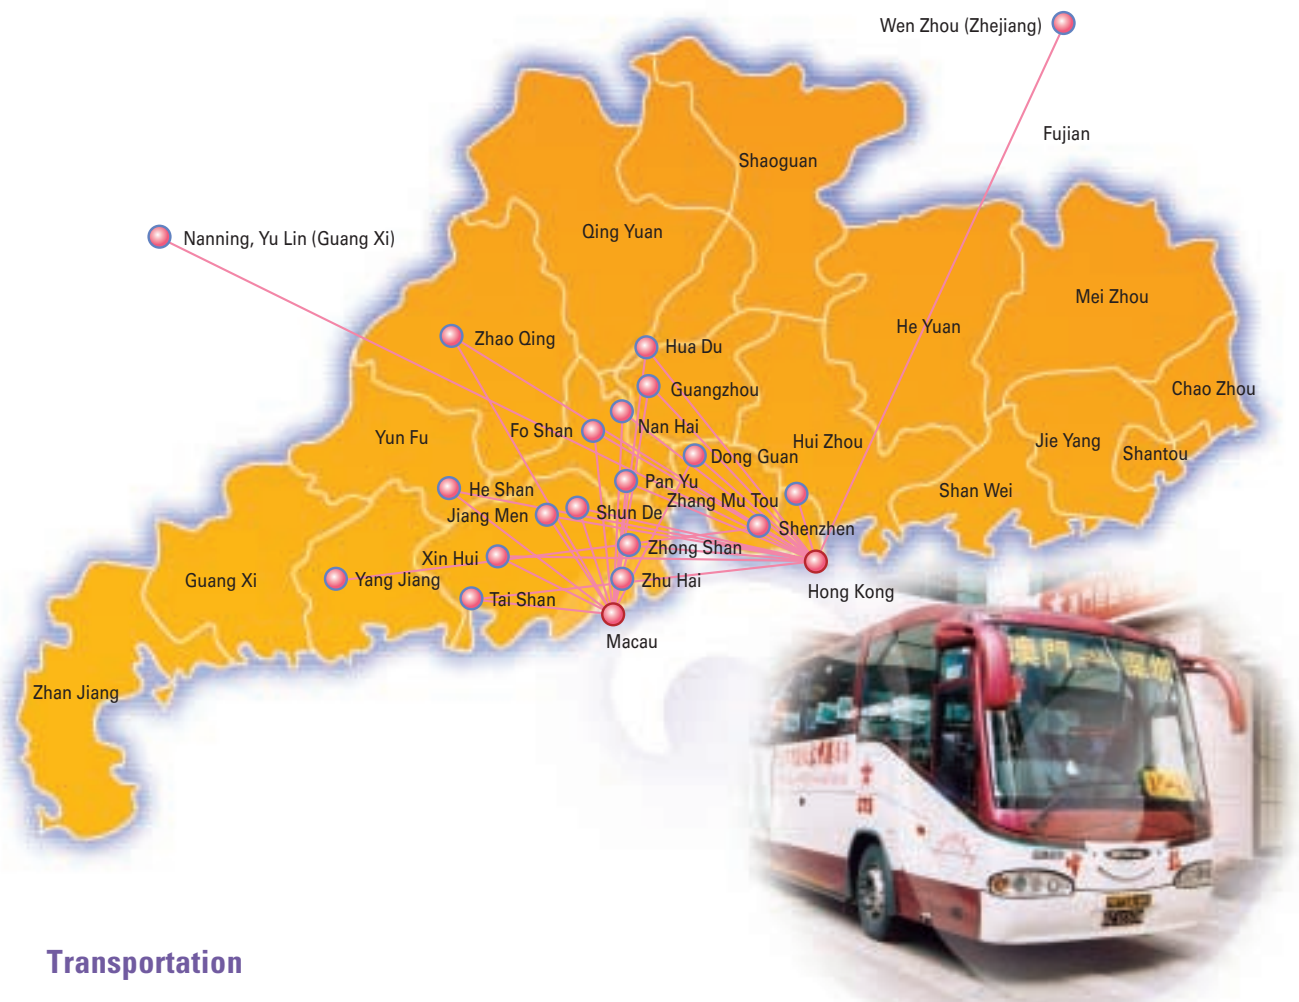 Wen Zhou (Zhejiang)
Fujian
Shaoguan
Qing Yuan
Nanning, Yu Lin (Guang Xi)
Mei Zhou
He Yuan
Zhao Qing
Hua Du
Guangzhou
Chao Zhou
Nan Hai
Fo Shan
Yun Fu
Hui Zhou
Jie Yang
Shantou
Dong Guan
Pan Yu
He Shan
Zhang Mu Tou
Shan Wei
Jiang Men
Shun De
Shenzhen
Zhong Shan
Xin Hui
Guang Xi
Yang Jiang
Zhu Hai
Hong Kong
Tai Shan
Macau
Zhan Jiang
澳門
Transportation